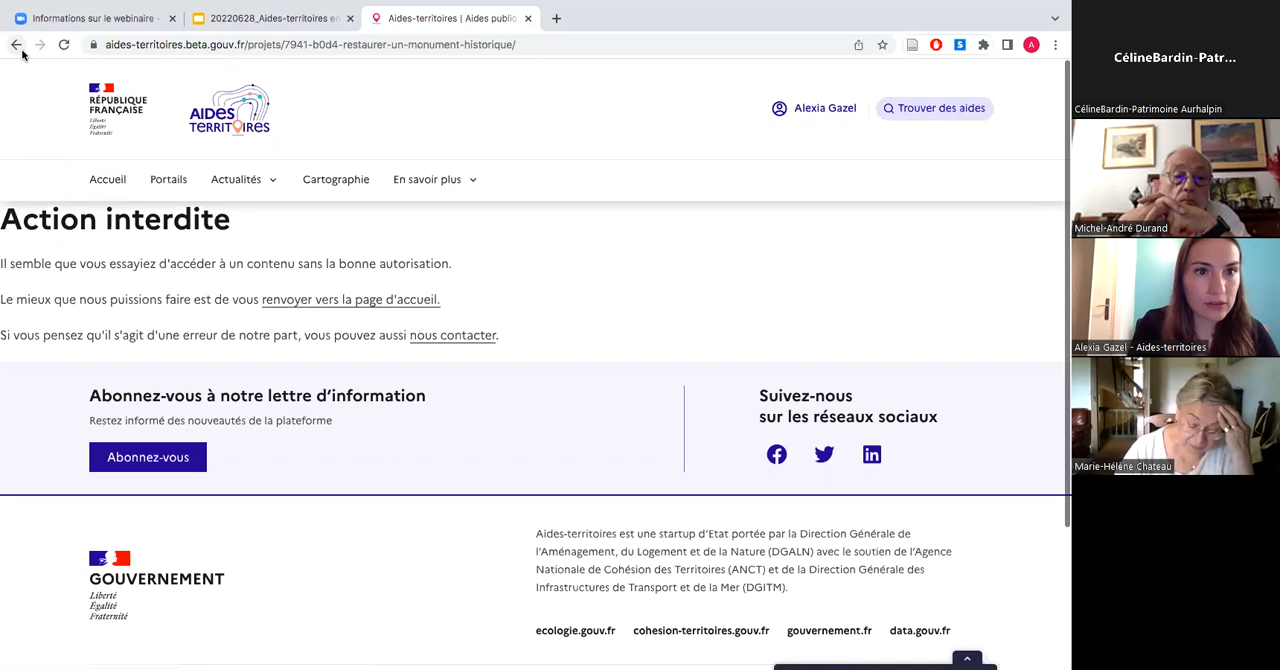 Informations sur le webinaire -
20220628_Aides-territoires en
Aides-territoires | Aides publiq
aides-territoires.beta.gouv.fr/projets/7941-b0d4-restaurer-un-monument-historique/
A
RÉPUBLIQUE
FRANÇAISE
Liberté
Égalité
Fraternité
AIDES
TERRITOIRES
Alexia Gazel
Trouver des aides
Accueil
Portails
Actualités
Cartographie
En savoir plus
Action interdite
Il semble que vous essayiez d'accéder à un contenu sans la bonne autorisation.
Le mieux que nous puissions faire est de vous renvoyer vers la page d'accueil.
Si vous pensez qu'il s'agit d'une erreur de notre part, vous pouvez aussi nous contacter.
Abonnez-vous à notre lettre d'information
Restez informé des nouveautés de la plateforme
Abonnez-vous
Suivez-nous
sur les réseaux sociaux
GOUVERNEMENT
Liberté
Égalité
Fraternité
Aides-territoires est une startup d'Etat portée par la Direction Générale de
l'Aménagement, du Logement et de la Nature (DGALN) avec le soutien de l'Agence
Nationale de Cohésion des Territoires (ANCT) et de la Direction Générale des
Infrastructures de Transport et de la Mer (DGITM).
ecologie.gouv.fr
cohesion-territoires.gouv.fr
gouvernement.fr
data.gouv.fr
CélineBardin-Patr...
CélineBardin-Patrimoine Aurhalpin
Michel-André Durand
Alexia Gazel - Aides-territoires
Marie-Hélène Chateau